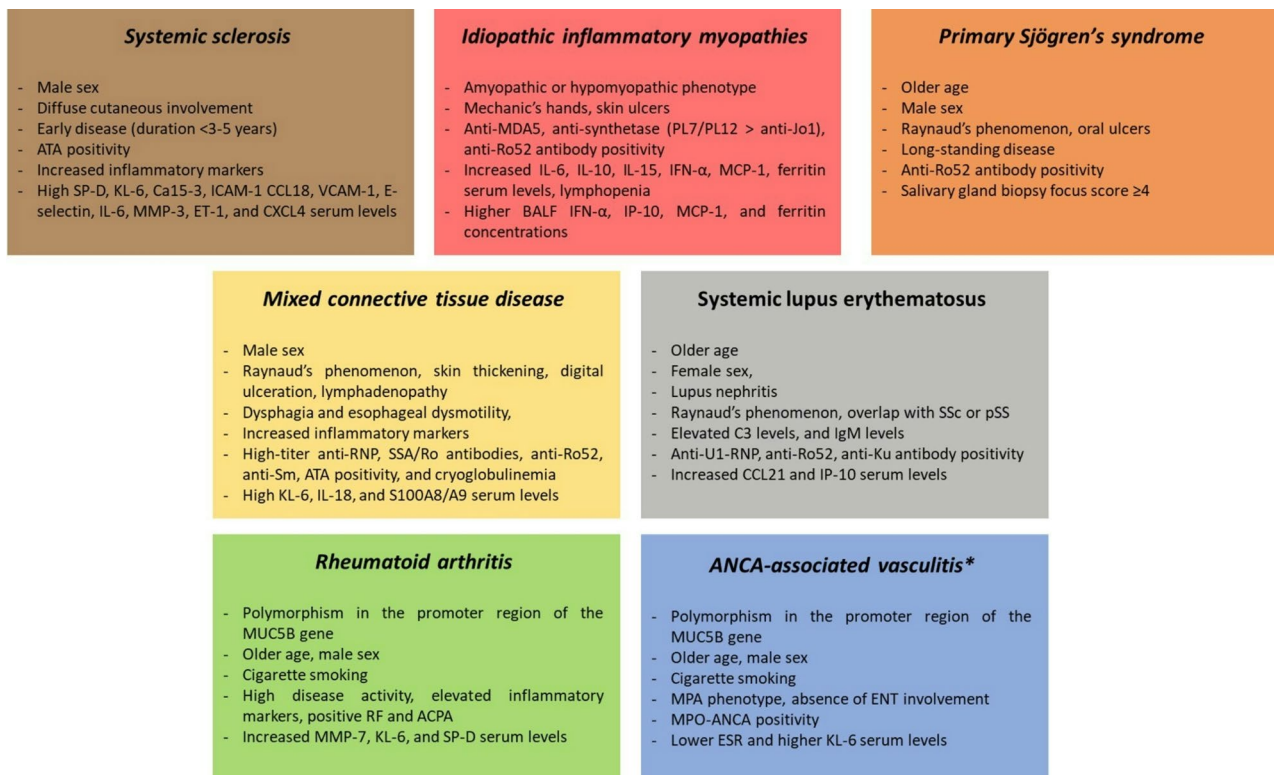 Systemic sclerosis
- Male sex
- Diffuse cutaneous involvement
- Early disease (duration <3-5 years)
- ATA positivity
- Increased inflammatory markers
- High SP-D, KL-6, Ca15-3, ICAM-1 CCL18, VCAM-1, E-
selectin, IL-6, MMP-3, ET-1, and CXCL4 serum levels
Idiopathic inflammatory myopathies
- Amyopathic or hypomyopathic phenotype
- Mechanic's hands, skin ulcers
- Anti-MDA5, anti-synthetase (PL7/PL12 > anti-Jo1),
anti-Ro52 antibody positivity
- Increased IL-6, IL-10, IL-15, IFN-α, MCP-1, ferritin
serum levels, lymphopenia
- Higher BALF IFN-α, IP-10, MCP-1, and ferritin
concentrations
Primary Sjögren's syndrome
- Older age
- Male sex
- Raynaud's phenomenon, oral ulcers
- Long-standing disease
- Anti-Ro52 antibody positivity
- Salivary gland biopsy focus score ≥4
Mixed connective tissue disease
- Male sex
- Raynaud's phenomenon, skin thickening, digital
ulceration, lymphadenopathy
- Dysphagia and esophageal dysmotility,
- Increased inflammatory markers
- High-titer anti-RNP, SSA/Ro antibodies, anti-Ro52,
anti-Sm, ATA positivity, and cryoglobulinemia
- High KL-6, IL-18, and S100A8/A9 serum levels
Systemic lupus erythematosus
- Older age
- Female sex,
- Lupus nephritis
- Raynaud's phenomenon, overlap with SSc or pSS
- Elevated C3 levels, and IgM levels
- Anti-U1-RNP, anti-Ro52, anti-Ku antibody positivity
- Increased CCL21 and IP-10 serum levels
Rheumatoid arthritis
- Polymorphism in the promoter region of the
MUC5B gene
- Older age, male sex
- Cigarette smoking
- High disease activity, elevated inflammatory
markers, positive RF and ACPA
- Increased MMP-7, KL-6, and SP-D serum levels
ANCA-associated vasculitis*
- Polymorphism in the promoter region of the
MUC5B gene
- Older age, male sex
- Cigarette smoking
- MPA phenotype, absence of ENT involvement
- MPO-ANCA positivity
- Lower ESR and higher KL-6 serum levels